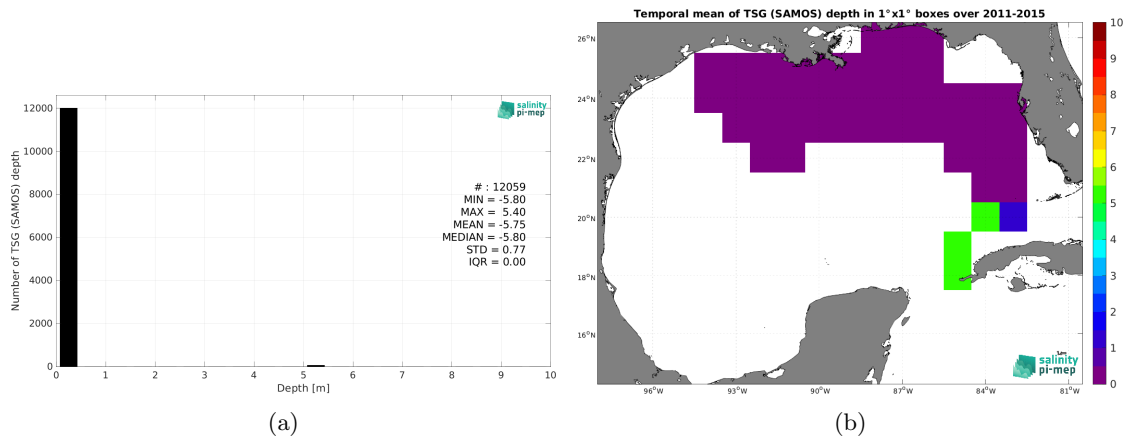 Temporal mean of TSG (SAMOS) depth in 1°x1° boxes over 2011-2015
salinity
pi-mep
Number of TSG (SAMOS) depth
12000
10000
8000
6000
4000
2000
0
# : 12059
MIN = -5.80
MAX = 5.40
MEAN = -5.75
MEDIAN = -5.80
STD = 0.77
IQR = 0.00
0 1 2 3 4 5 6 7 8 9 10
Depth [m]
(a)
26°N
24°N
22°N
20°N
18°N
16°N
96°W 93°W 90°W 87°W 84°W 81°W
salinity
pi-mep
10
9
8
7
6
5
4
3
2
1
0
(b)